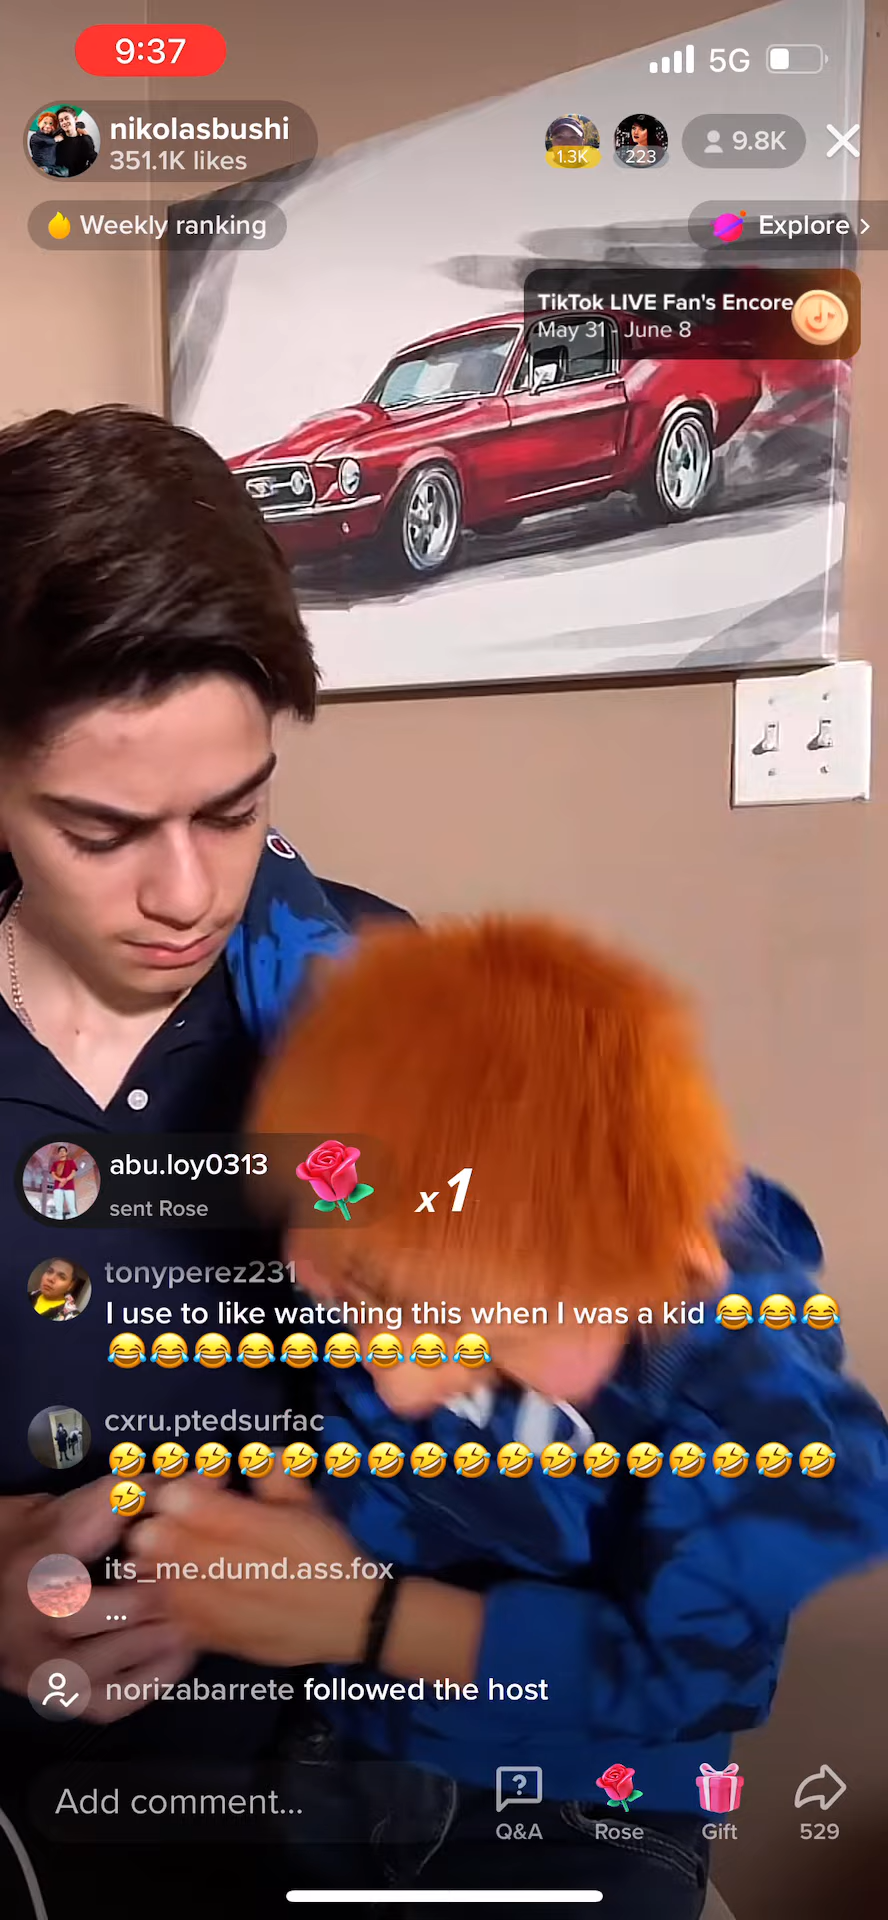 9:37
5G
nikolasbushi
351.1K likes
1.3K
223
9.8K
Weekly ranking
Explore >
TikTok LIVE Fan's Encore
May 31 - June 8
abu.loy0313
sent Rose
x1
tonyperez231
I use to like watching this when I was a kid 😂😂😂
😂😂😂😂😂😂😂😂😂
cxru.ptedsurfac
🤣🤣🤣🤣🤣🤣🤣🤣🤣🤣🤣🤣🤣🤣🤣🤣🤣
🤣
its_me.dumd.ass.fox
...
norizabarrete followed the host
Add comment...
Q&A
Rose
Gift
529